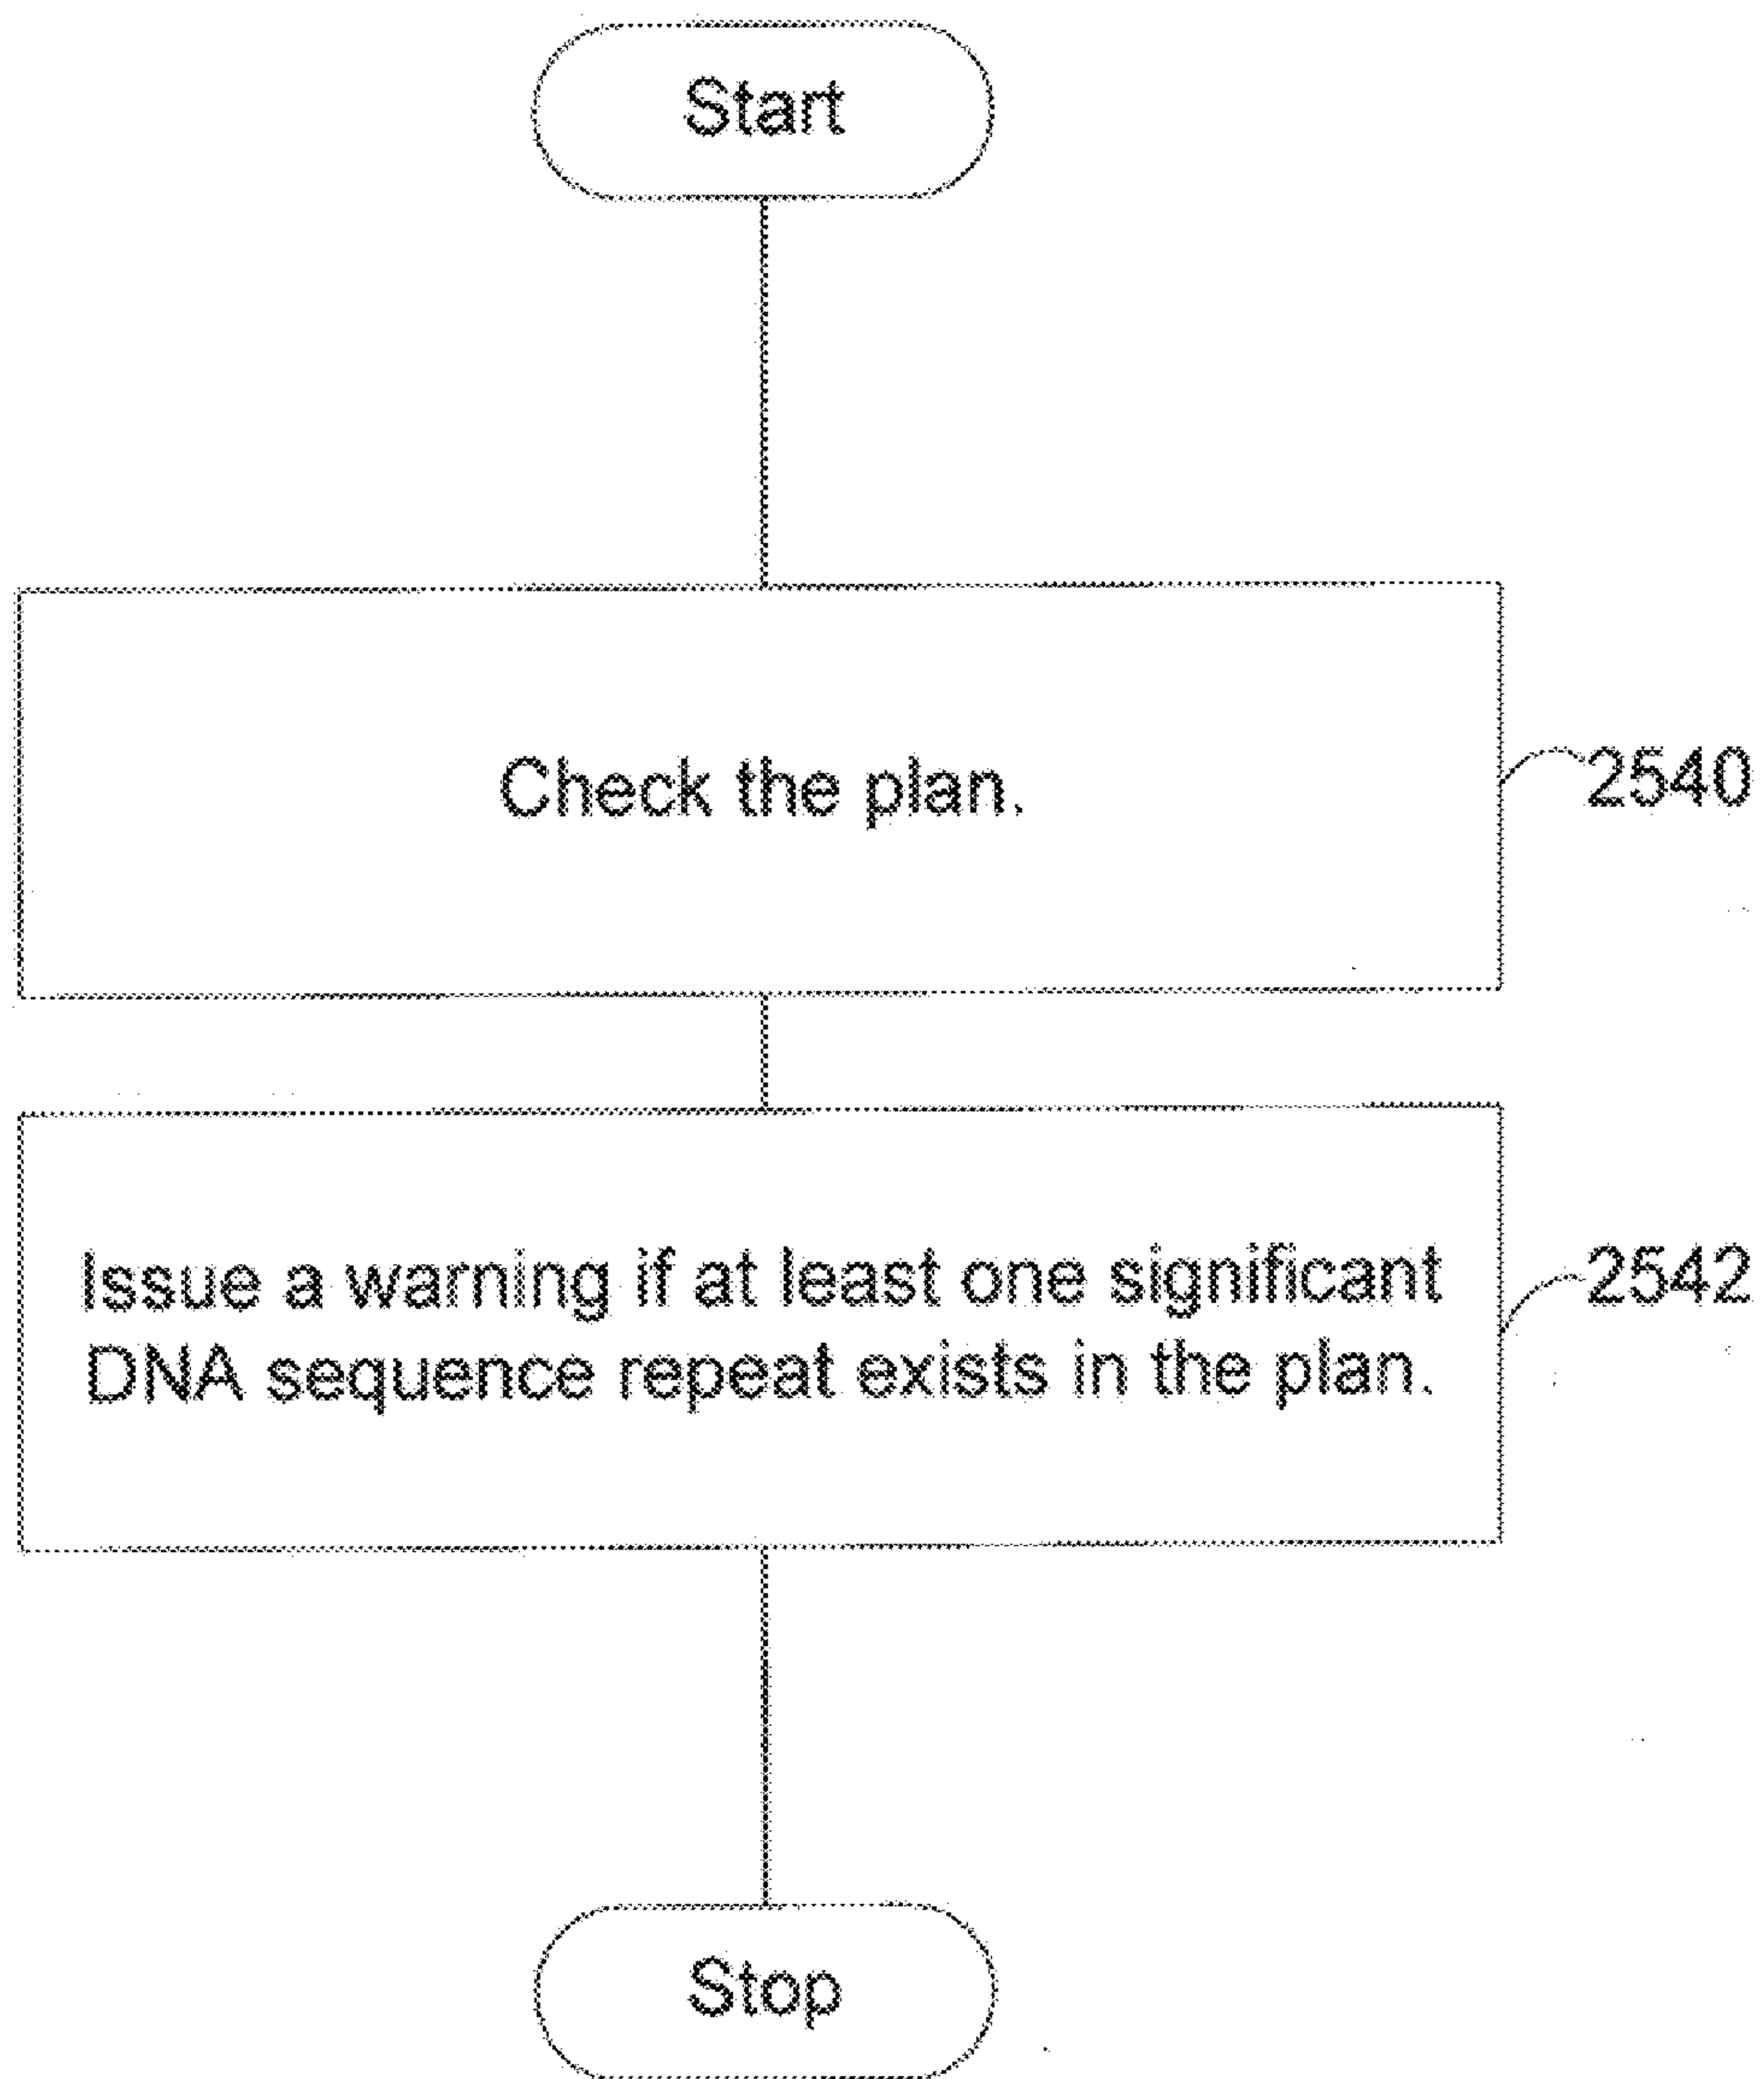 Start
Check the plan.
2540
Issue a warning if at least one significant
DNA sequence repeat exists in the plan.
2542
Stop